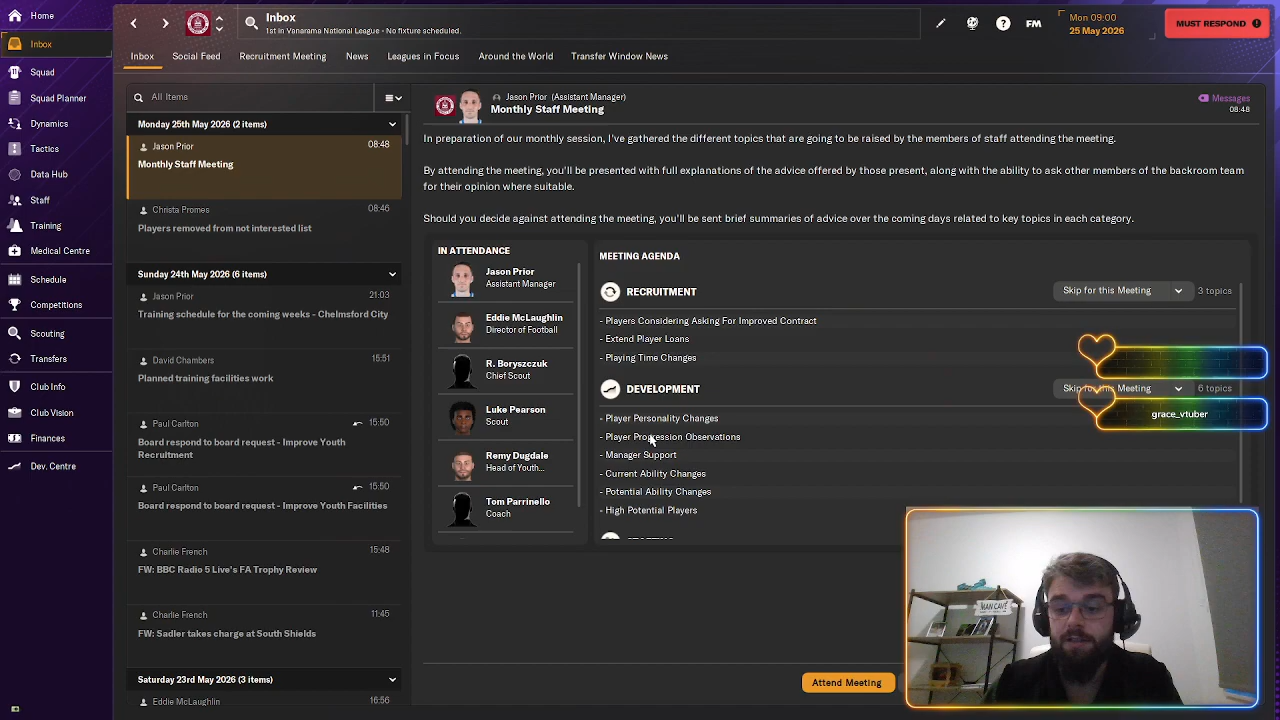 Home
Inbox
Squad
Squad Planner
Dynamics
Tactics
Data Hub
Staff
Training
Medical Centre
Schedule
Competitions
Scouting
Transfers
Club Info
Club Vision
Finances
Dev. Centre
Inbox
1st in Vanarama National League - No fixture scheduled.
FM
Mon 09:00
25 May 2026
MUST RESPOND
Inbox
Social Feed
Recruitment Meeting
News
Leagues in Focus
Around the World
Transfer Window News
All Items
Monday 25th May 2026 (2 items)
Jason Prior 08:48
Monthly Staff Meeting
Christa Promes 08:46
Players removed from not interested list
Sunday 24th May 2026 (6 items)
Jason Prior 21:03
Training schedule for the coming weeks - Chelmsford City
David Chambers 15:51
Planned training facilities work
Paul Carlton 15:50
Board respond to board request - Improve Youth
Recruitment
Paul Carlton 15:50
Board respond to board request - Improve Youth Facilities
Charlie French 15:48
FW: BBC Radio 5 Live's FA Trophy Review
Charlie French 11:45
FW: Sadler takes charge at South Shields
Saturday 23rd May 2026 (3 items)
Eddie McLaughlin 16:56
Jason Prior (Assistant Manager)
Monthly Staff Meeting
Messages
08:48
In preparation of our monthly session, I've gathered the different topics that are going to be raised by the members of staff attending the meeting.
By attending the meeting, you'll be presented with full explanations of the advice offered by those present, along with the ability to ask other members of the backroom team
for their opinion where suitable.
Should you decide against attending the meeting, you'll be sent brief summaries of advice over the coming days related to key topics in each category.
IN ATTENDANCE
Jason Prior
Assistant Manager
Eddie McLaughlin
Director of Football
R. Boryszczuk
Chief Scout
Luke Pearson
Scout
Remy Dugdale
Head of Youth...
Tom Parrinello
Coach
MEETING AGENDA
RECRUITMENT
Skip for this Meeting
3 topics
- Players Considering Asking For Improved Contract
- Extend Player Loans
- Playing Time Changes
DEVELOPMENT
Skip for this Meeting
6 topics
- Player Personality Changes
- Player Progression Observations
- Manager Support
- Current Ability Changes
- Potential Ability Changes
- High Potential Players
grace_vtuber
MAN CAVE
Attend Meeting